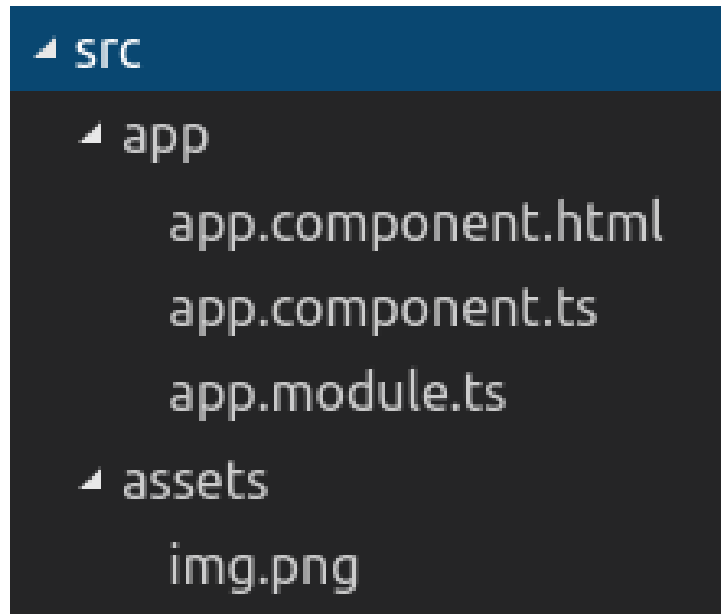 src
app
app.component.html
app.component.ts
app.module.ts
assets
img.png